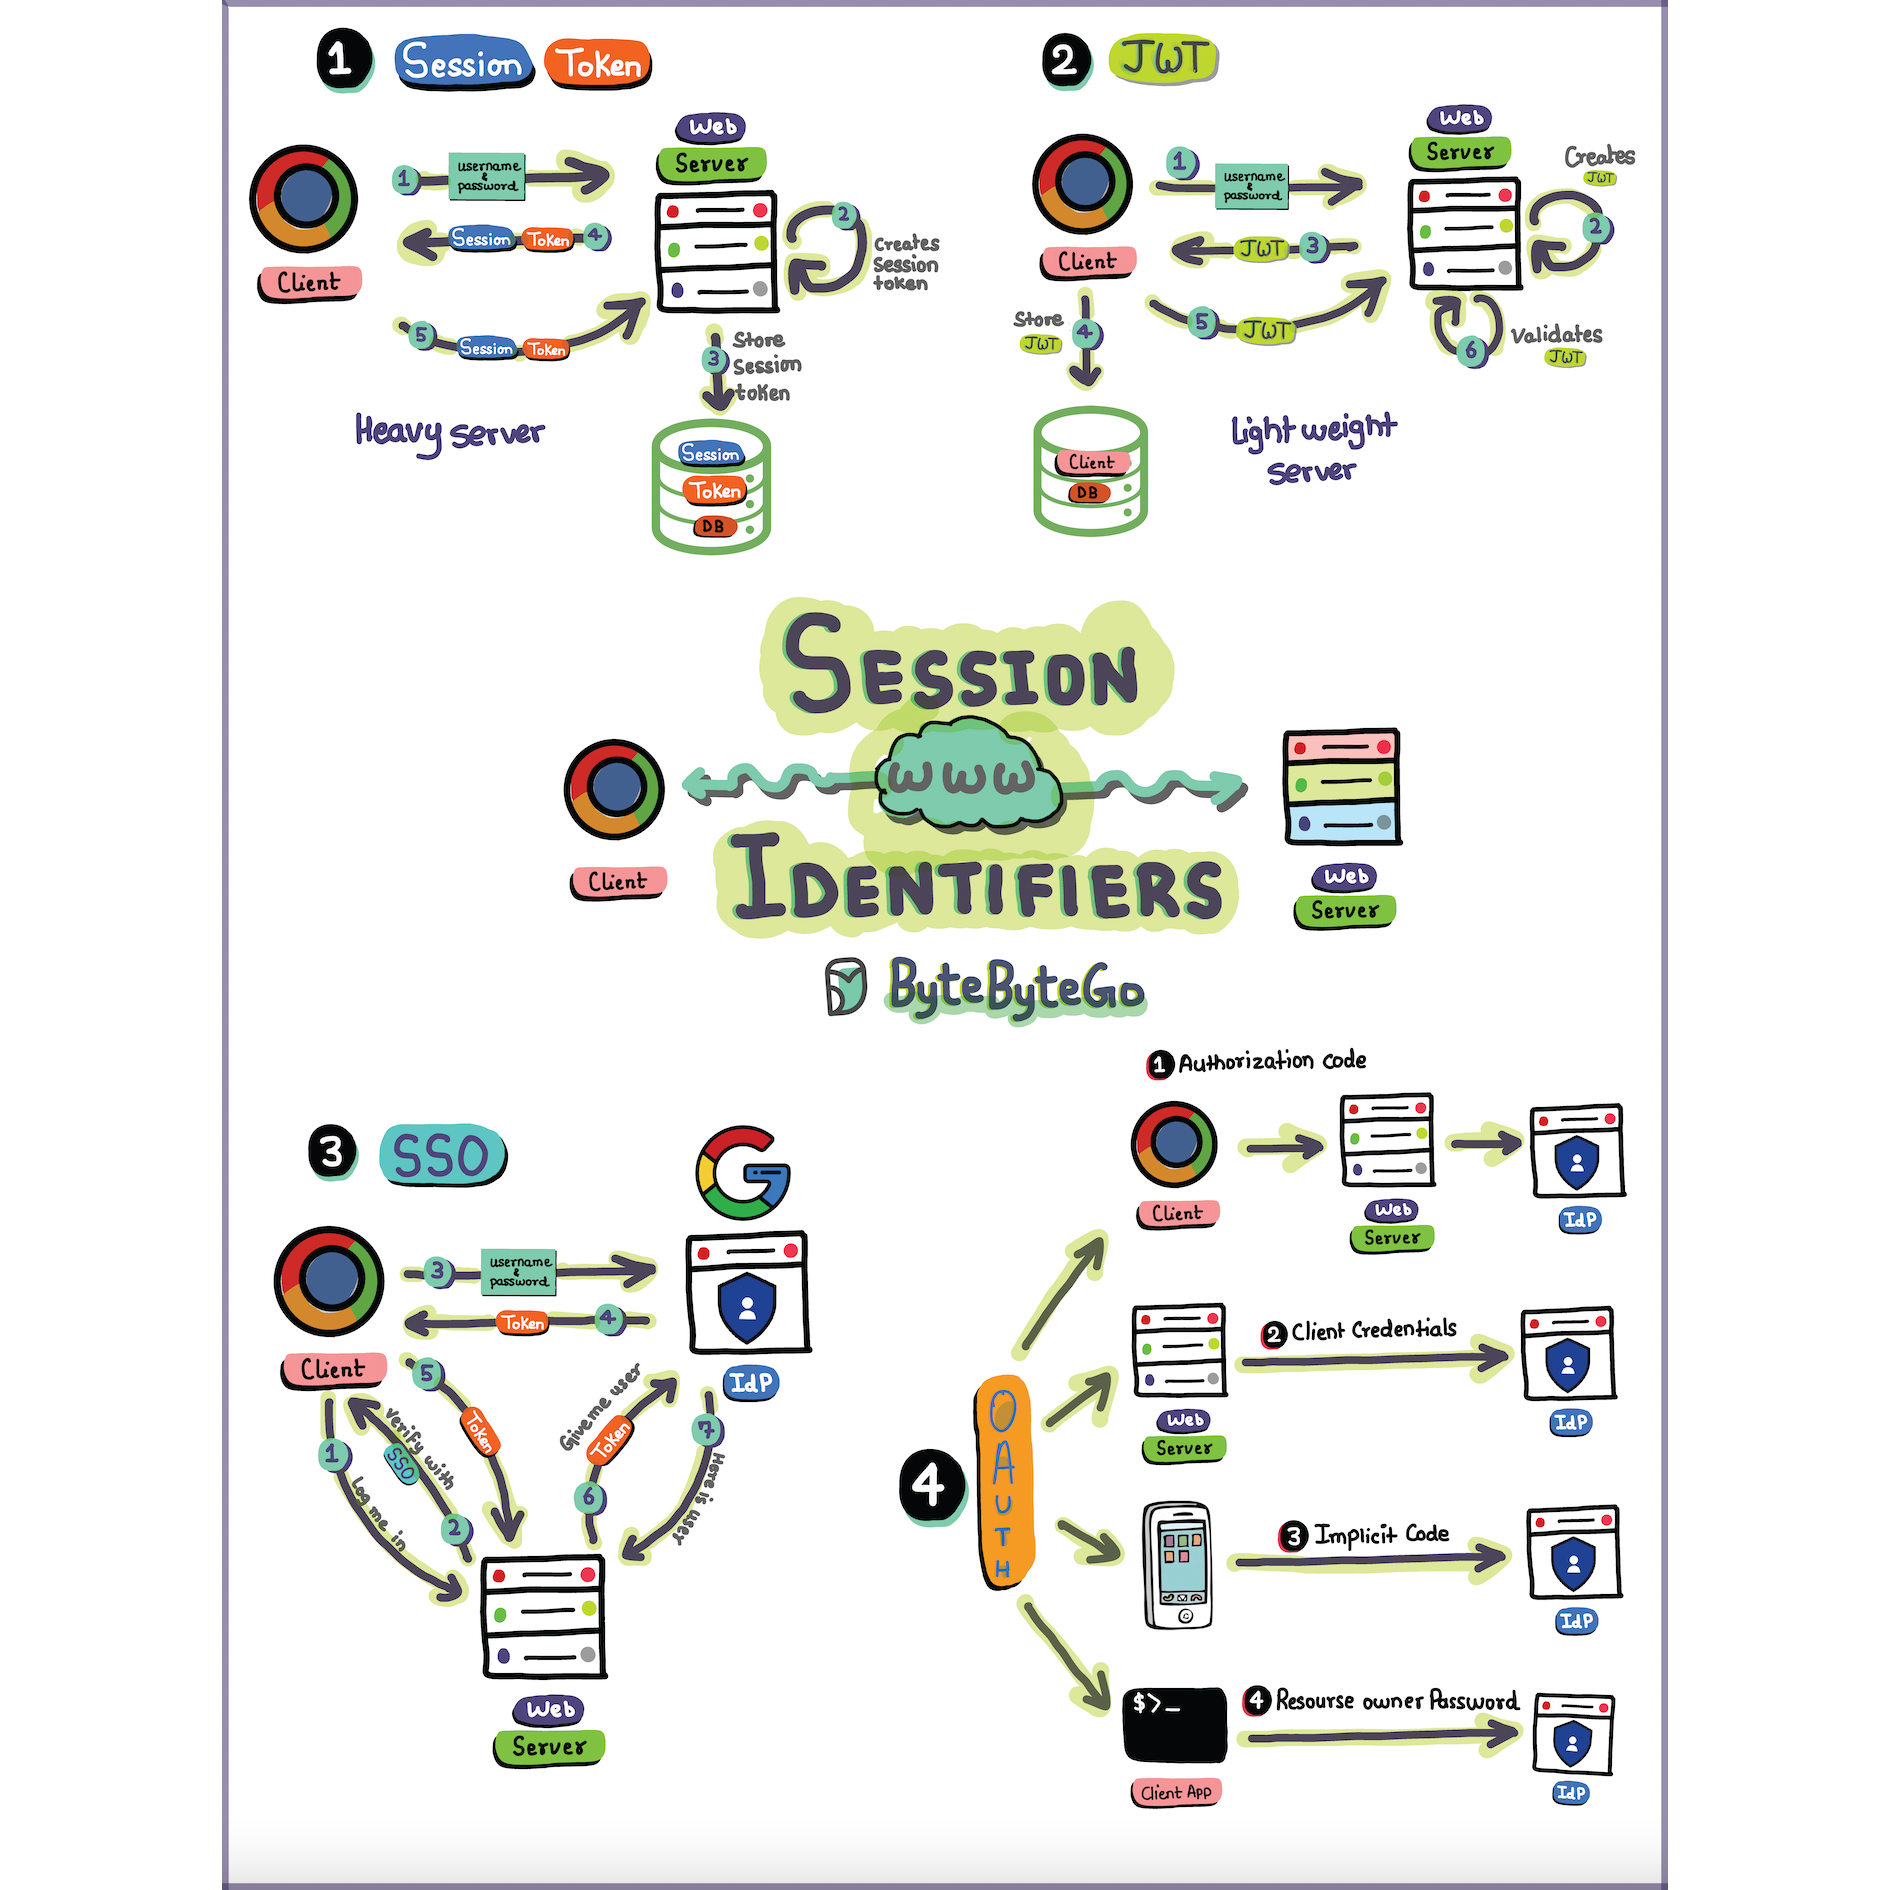 1 Session Token
Web
Server
1 username & password
Session Token 4
2
Creates
Session
token
Client
5 Session Token
3 Store
Session
token
Heavy server
Session
Token
DB
2 JWT
Web
Server
Creates
JWT
1 username & password
2
JWT 3
Client
Store
JWT
4
5 JWT
6
Validates
JWT
Light weight
server
Client
DB
SESSION
WWW
IDENTIFIERS
Client
Web
Server
ByteByteGo
3 SSO
G
3 username & password
Token 4
Client
IdP
1 Log me in
verify with
SSO
2
5 Token
Give me user
Token
6
7 Here is user
Web
Server
4 OAUTH
1 Authorization code
Client
Web
Server
IdP
2 Client Credentials
Web
Server
IdP
3 Implicit Code
IdP
$>_
4 Resourse owner Password
Client App
IdP